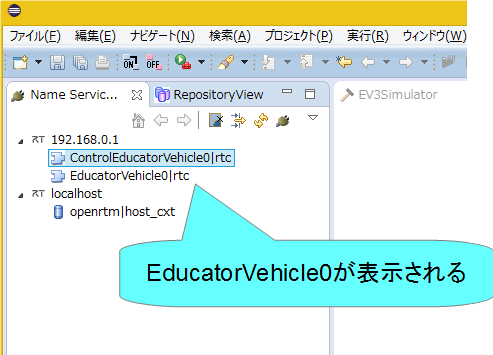 ファイル(F) 編集(E) ナビゲート(N) 検索(A) プロジェクト(P) 実行(R) ウィンドウ(W)
ON OFF
Name Servic... RepositoryView EV3Simulator
RT 192.168.0.1
ControlEducatorVehicle0|rtc
EducatorVehicle0|rtc
RT localhost
openrtm|host_cxt
EducatorVehicle0が表示される